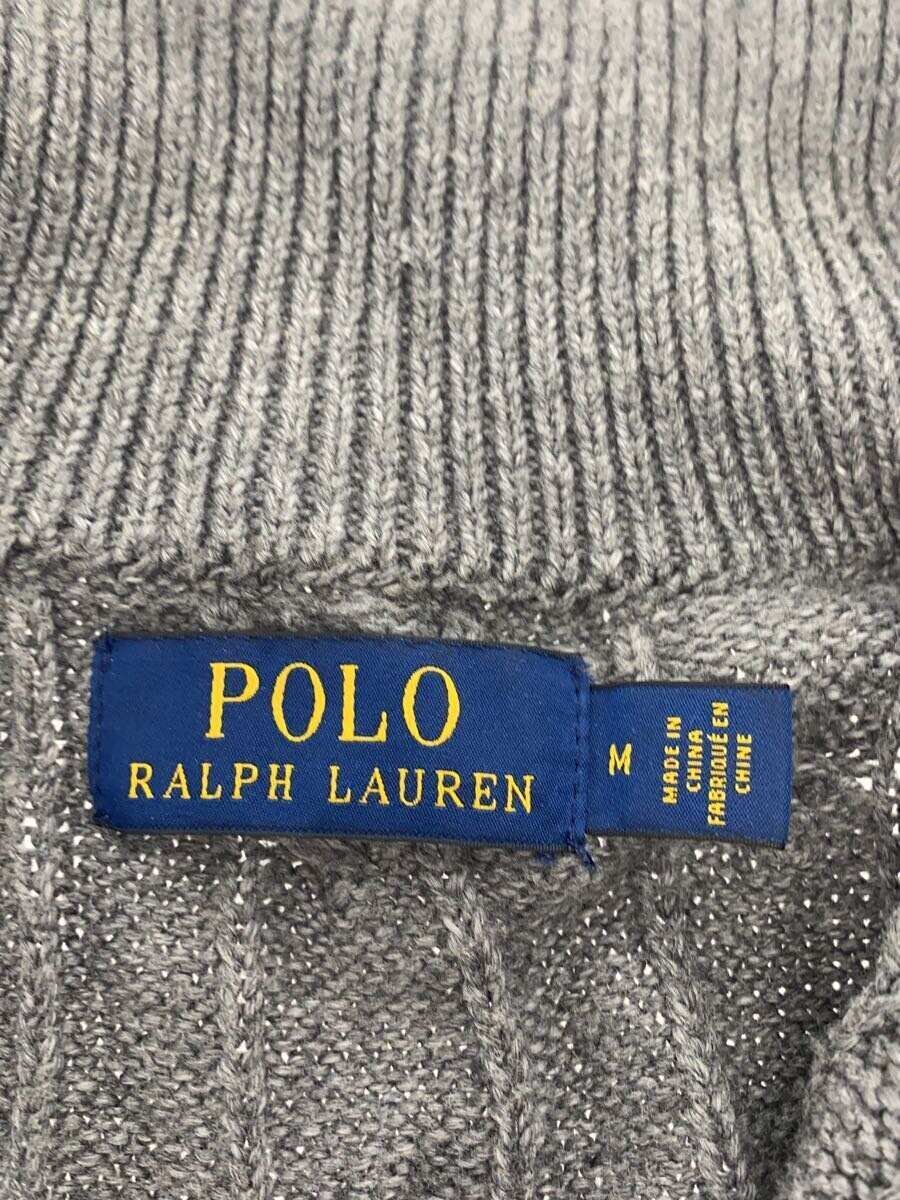 POLO
RALPH LAUREN
M
MADE IN
CHINA
FABRIQUÉ EN
CHINE